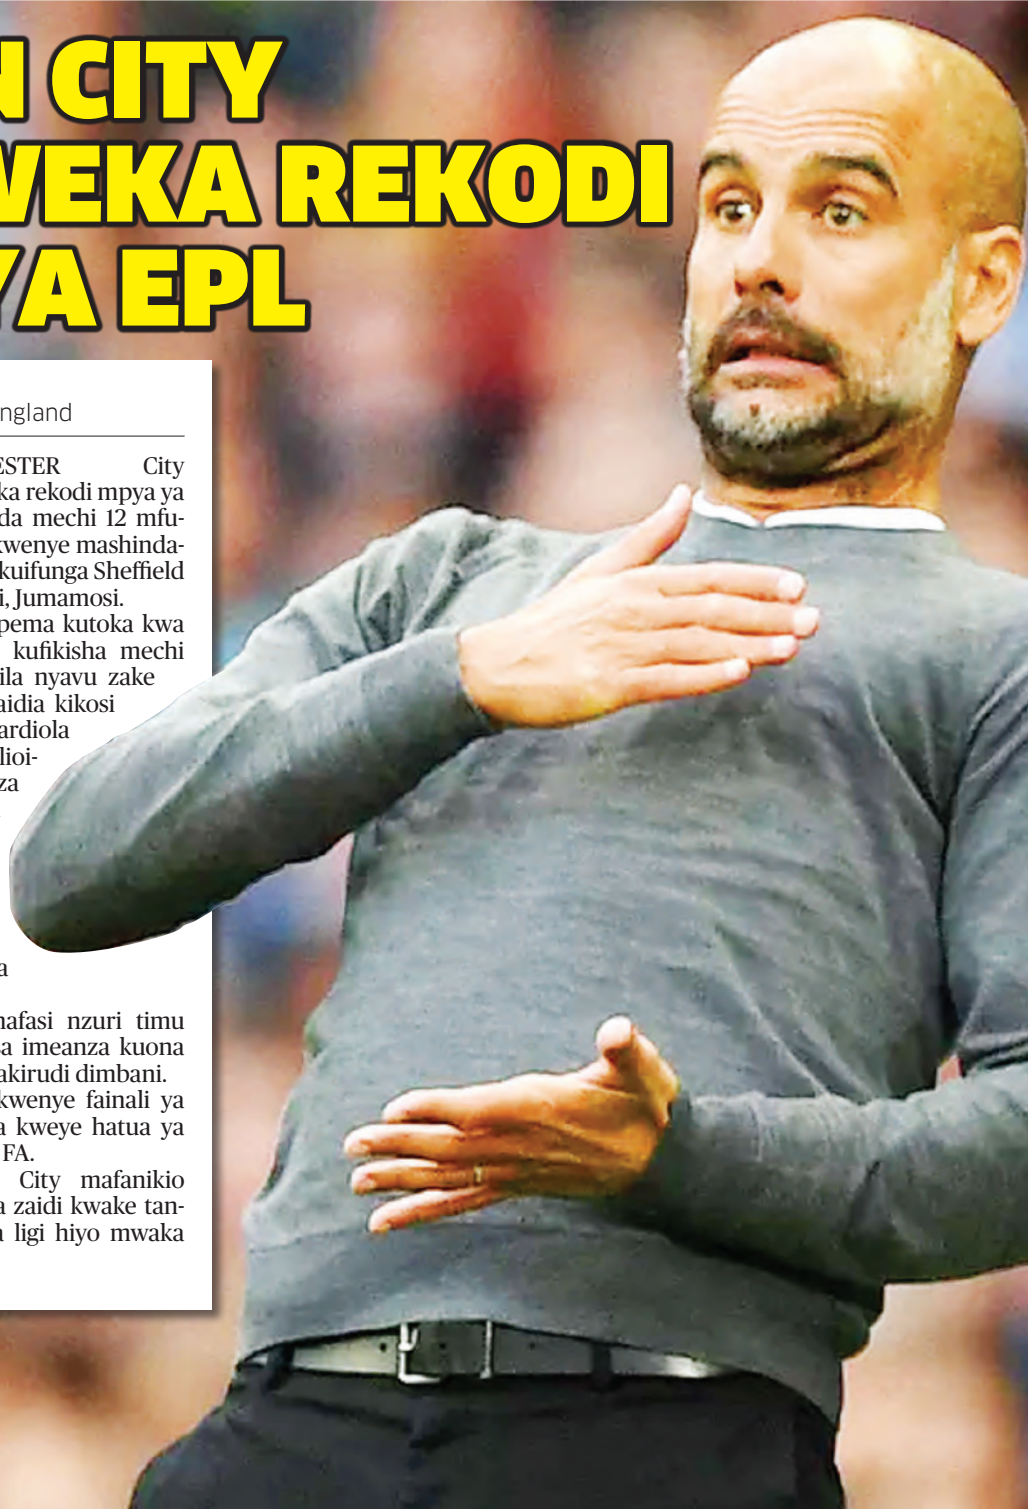 N CITY
WEKA REKODI
YA EPL
ngland
ESTER City
ka rekodi mpya ya
da mechi 12 mfu-
kwenye mashinda-
kuifunga Sheffield
i, Jumamosi.
pema kutoka kwa
kufikisha mechi
ila nyavu zake
aidia kikosi
ardiola
lioi-
za
a
nafasi nzuri timu
sa imeanza kuona
akirudi dimbani.
kwenye fainali ya
a kweye hatua ya
FA.
City mafanikio
a zaidi kwake tan-
a ligi hiyo mwaka